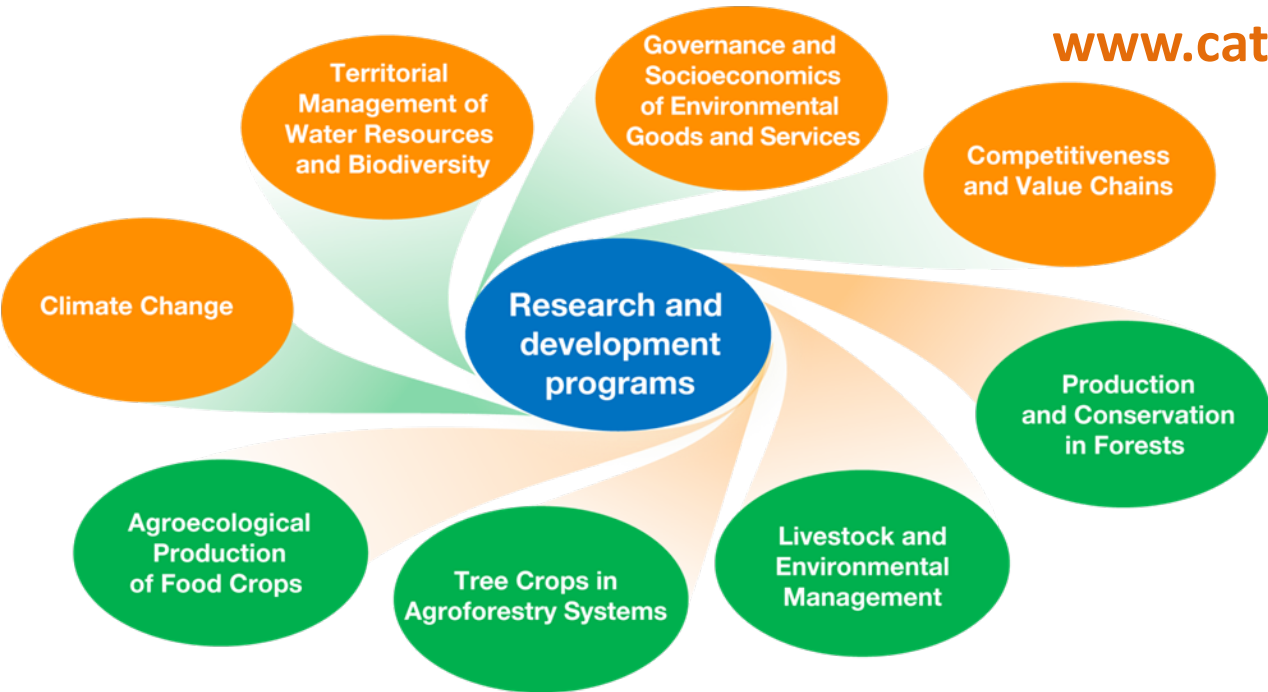 www.cat
Governance and
Socioeconomics
of Environmental
Goods and Services
Territorial
Management of
Water Resources
and Biodiversity
Competitiveness
and Value Chains
Climate Change
Research and
development
programs
Production
and Conservation
in Forests
Agroecological
Production
of Food Crops
Tree Crops in
Agroforestry Systems
Livestock and
Environmental
Management